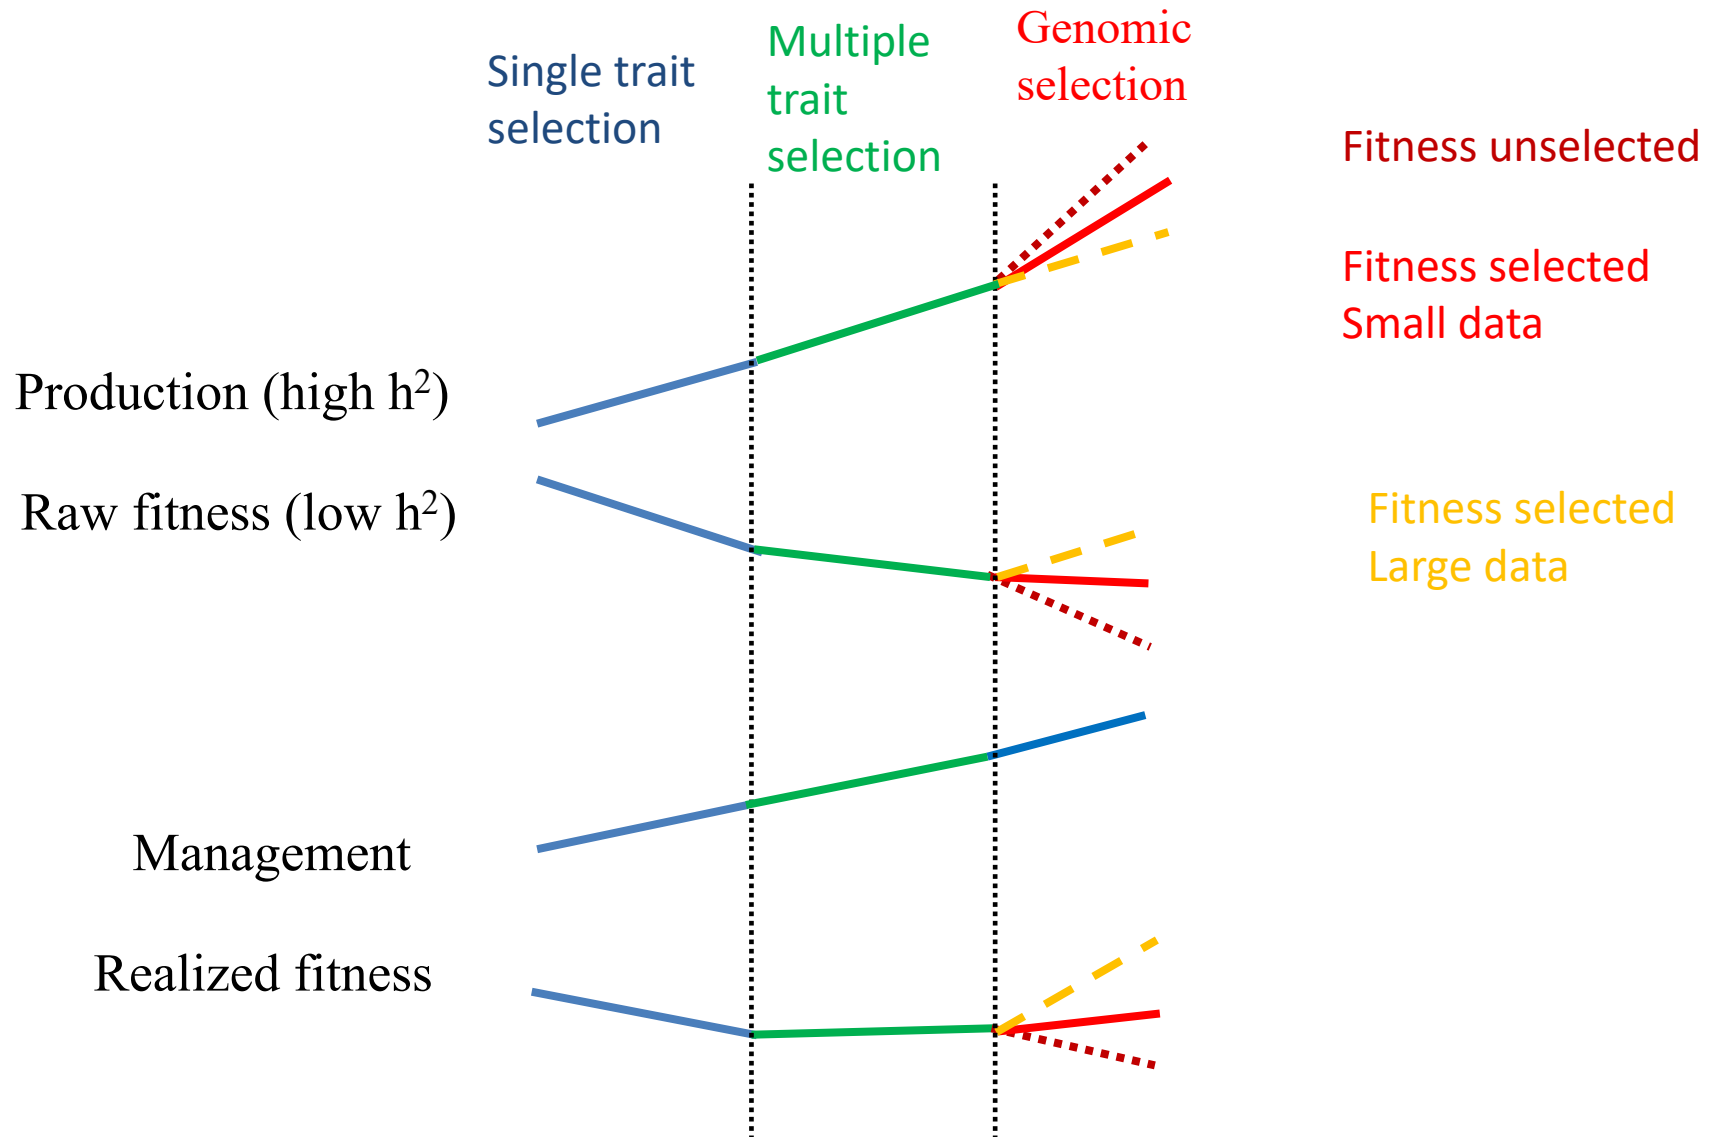 Single trait
selection
Multiple
trait
selection
Genomic
selection
Fitness unselected
Fitness selected
Small data
Production (high h²)
Raw fitness (low h²)
Fitness selected
Large data
Management
Realized fitness